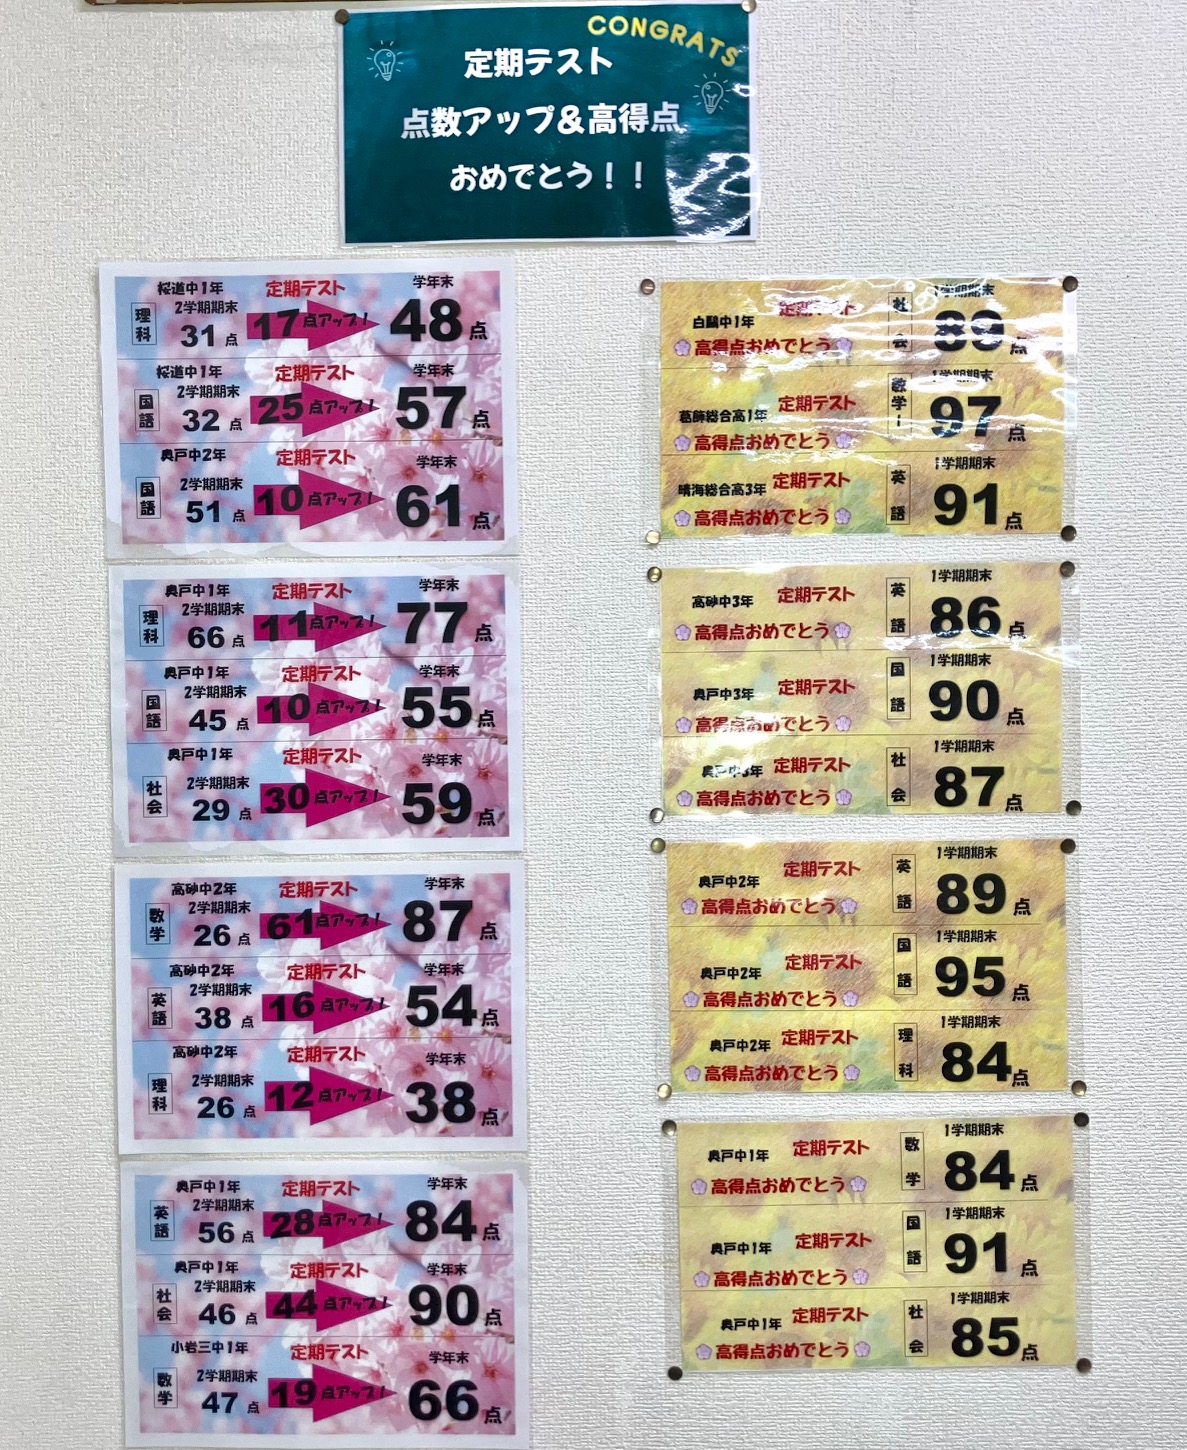 CONGRATS
定期テスト
点数アップ&高得点
おめでとう！！
桜道中1年 定期テスト 学年末
理科 2学期期末 31点 17点アップ！ 48点
桜道中1年 定期テスト 学年末
国語 2学期期末 32点 25点アップ！ 57点
奥戸中2年 定期テスト 学年末
国語 2学期期末 51点 10点アップ！ 61点
奥戸中1年 定期テスト 学年末
理科 2学期期末 66点 11点アップ！ 77点
奥戸中1年 定期テスト 学年末
国語 2学期期末 45点 10点アップ！ 55点
奥戸中1年 定期テスト 学年末
社会 2学期期末 29点 30点アップ！ 59点
高砂中2年 定期テスト 学年末
数学 2学期期末 26点 61点アップ！ 87点
高砂中2年 定期テスト 学年末
英語 2学期期末 38点 16点アップ！ 54点
高砂中2年 定期テスト 学年末
理科 2学期期末 26点 12点アップ！ 38点
奥戸中1年 定期テスト 学年末
英語 2学期期末 56点 28点アップ！ 84点
奥戸中1年 定期テスト 学年末
社会 2学期期末 46点 44点アップ！ 90点
小岩三中1年 定期テスト 学年末
数学 2学期期末 47点 19点アップ！ 66点
白鷗中1年 定期テスト 社会 1学期期末
高得点おめでとう 89点
葛飾総合高1年 定期テスト 数学I 1学期期末
高得点おめでとう 97点
晴海総合高3年 定期テスト 英語 1学期期末
高得点おめでとう 91点
高砂中3年 定期テスト 英語 1学期期末
高得点おめでとう 86点
奥戸中3年 定期テスト 国語 1学期期末
高得点おめでとう 90点
奥戸中3年 定期テスト 社会 1学期期末
高得点おめでとう 87点
奥戸中2年 定期テスト 英語 1学期期末
高得点おめでとう 89点
奥戸中2年 定期テスト 国語 1学期期末
高得点おめでとう 95点
奥戸中2年 定期テスト 理科 1学期期末
高得点おめでとう 84点
奥戸中1年 定期テスト 数学 1学期期末
高得点おめでとう 84点
奥戸中1年 定期テスト 国語 1学期期末
高得点おめでとう 91点
奥戸中1年 定期テスト 社会 1学期期末
高得点おめでとう 85点